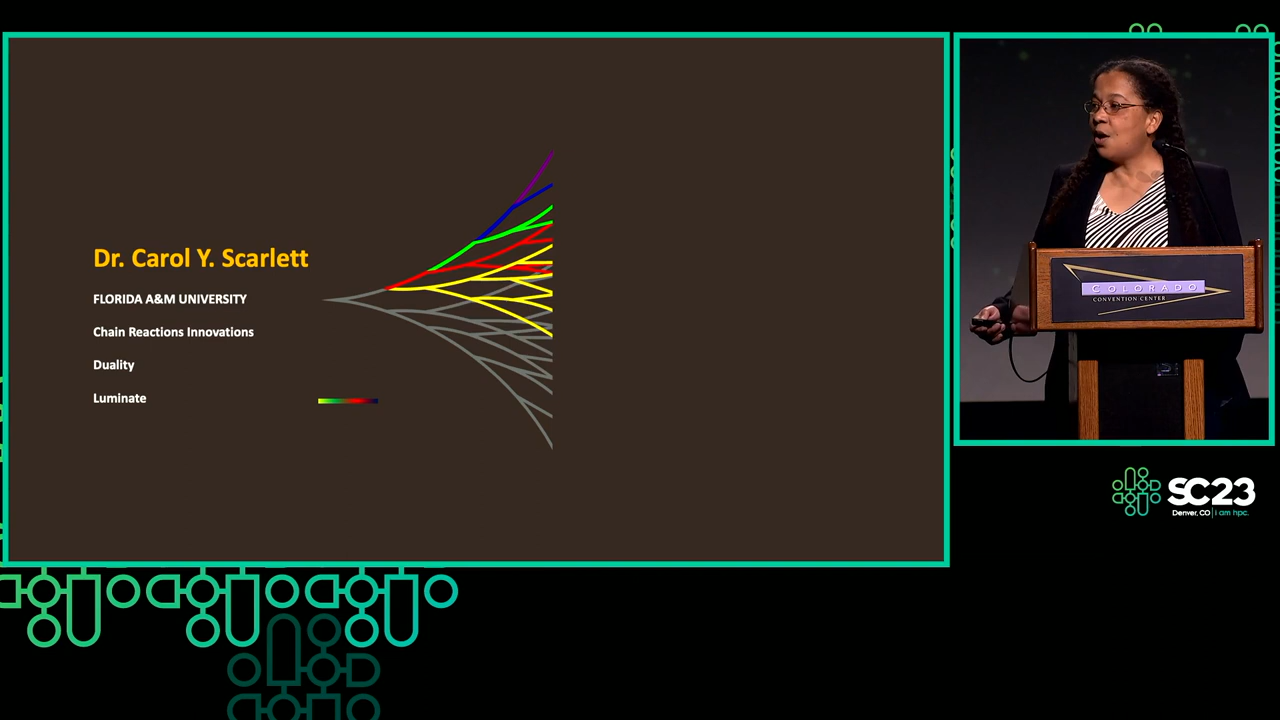 Dr. Carol Y. Scarlett
FLORIDA A&M UNIVERSITY
Chain Reactions Innovations
Duality
Luminate
COLORADO
CONVENTION CENTER
SC23
Denver, CO | i am hpc.